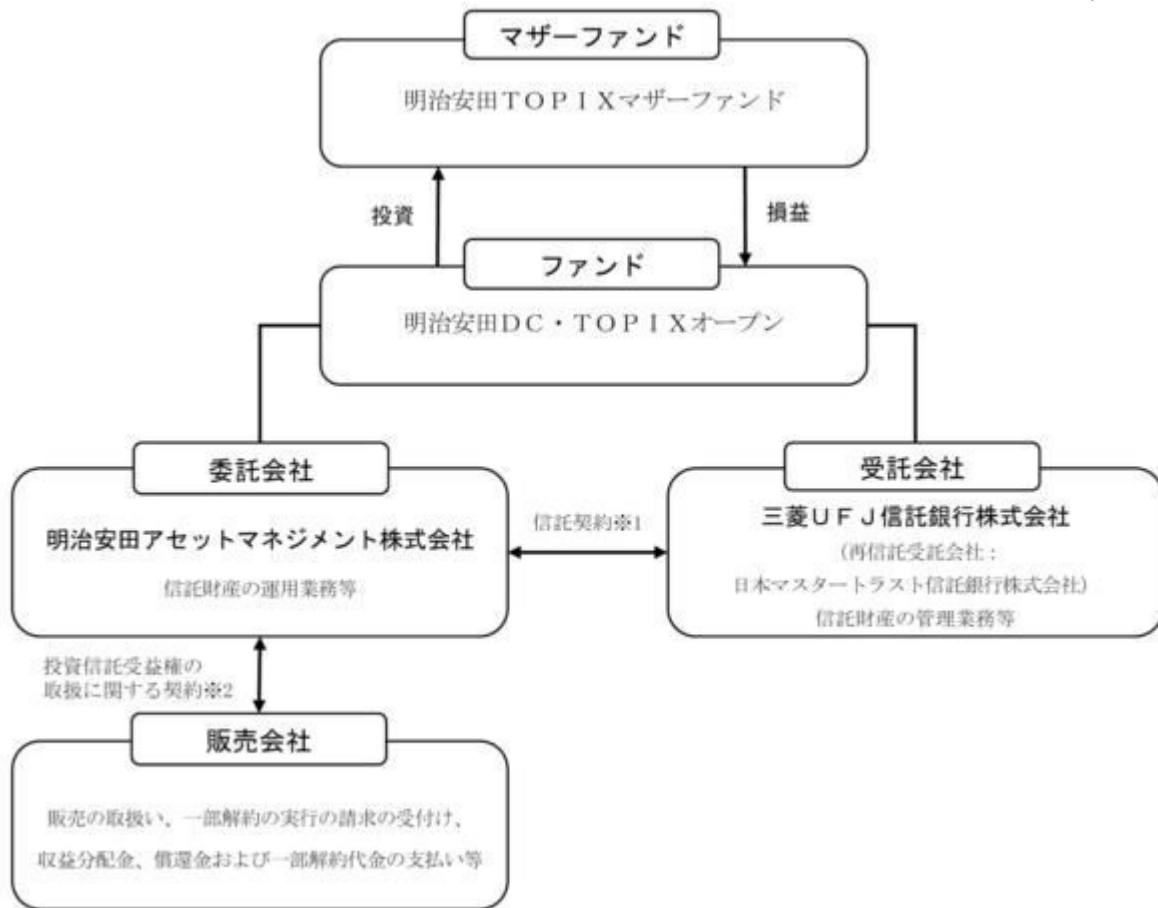 マザーファンド
明治安田TOPIXマザーファンド
投資
損益
ファンド
明治安田DC・TOPIXオープン
委託会社
明治安田アセットマネジメント株式会社
信託財産の運用業務等
信託契約※1
受託会社
三菱UFJ信託銀行株式会社
(再信託受託会社:
日本マスタートラスト信託銀行株式会社)
信託財産の管理業務等
投資信託受益権の
取扱に関する契約※2
販売会社
販売の取扱い、一部解約の実行の請求の受付け、
収益分配金、償還金および一部解約代金の支払い等